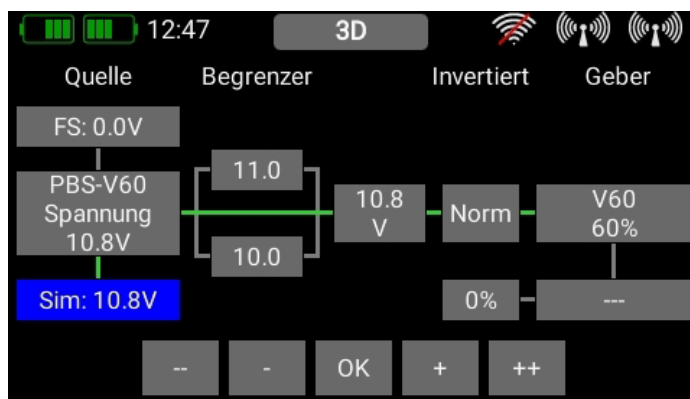 12:47
3D
Quelle Begrenzer Invertiert Geber
FS: 0.0V
PBS-V60
Spannung
10.8V
11.0
10.0
10.8
V
Norm
V60
60%
Sim: 10.8V
0%
---
-- - OK + ++